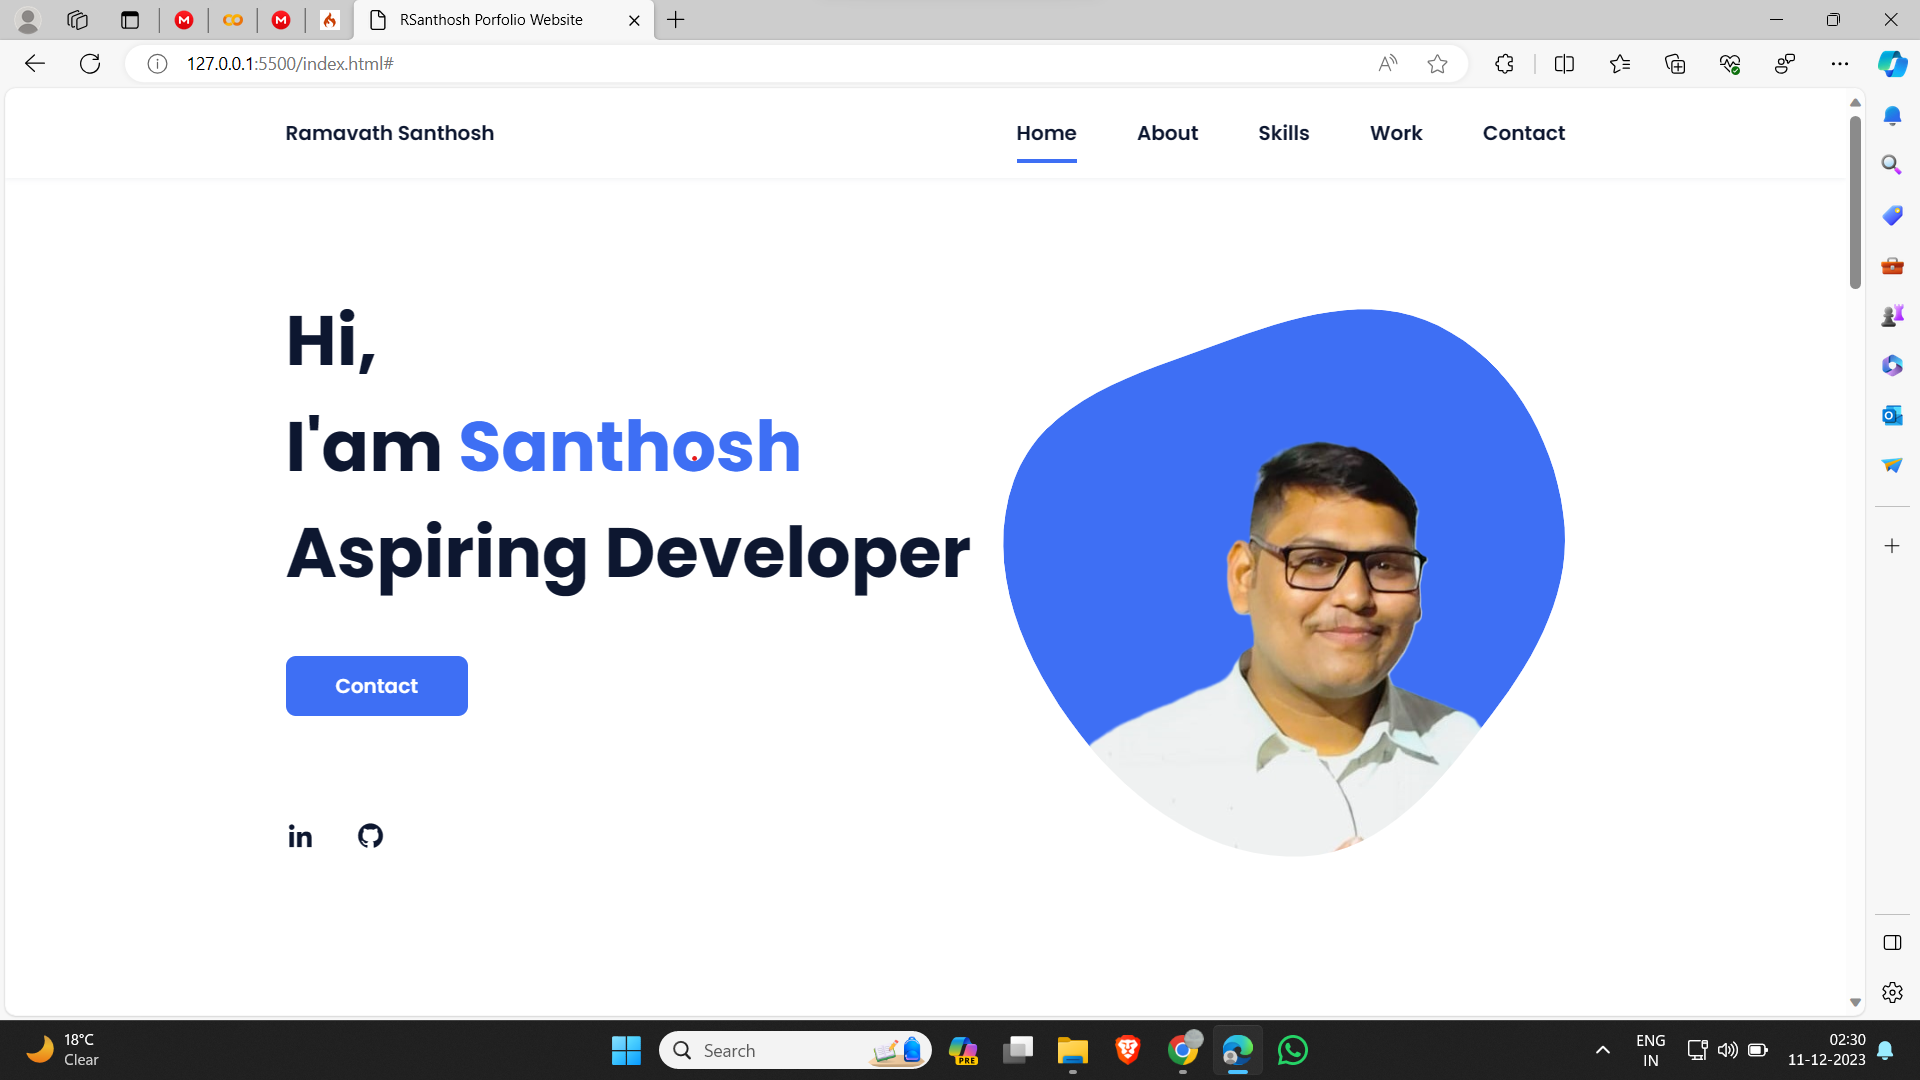 RSanthosh Porfolio Website
127.0.0.1:5500/index.html#
Ramavath Santhosh
Home
About
Skills
Work
Contact
Hi,
I'am Santhosh
Aspiring Developer
Contact
in
18°C
Clear
Search
PRE
ENG
IN
02:30
11-12-2023